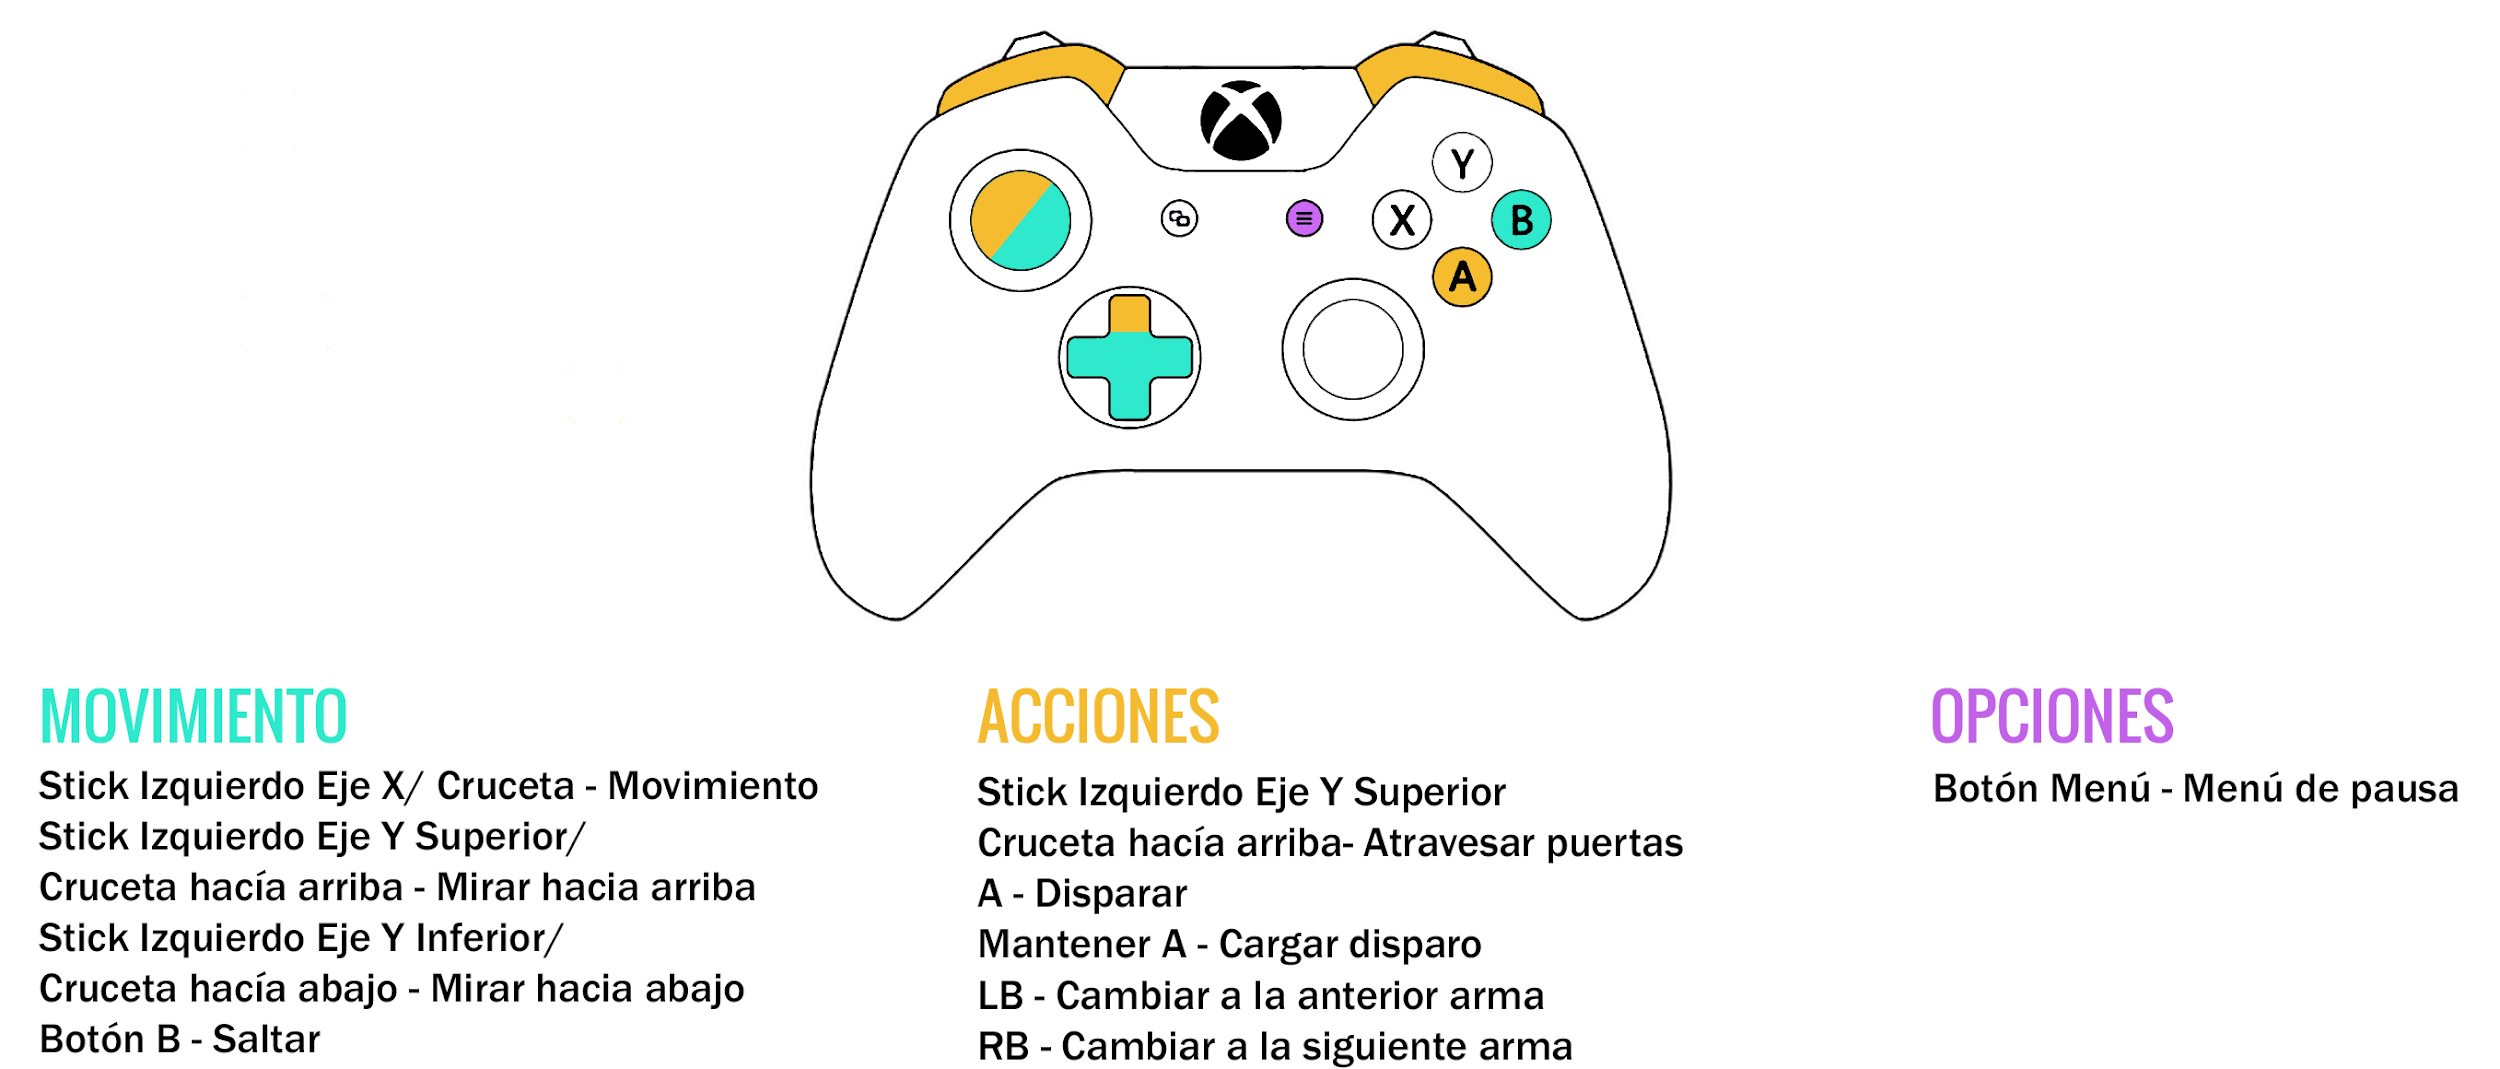 Y
X
B
A
MOVIMIENTO
Stick Izquierdo Eje X/ Cruceta - Movimiento
Stick Izquierdo Eje Y Superior/
Cruceta hacía arriba - Mirar hacia arriba
Stick Izquierdo Eje Y Inferior/
Cruceta hacía abajo - Mirar hacia abajo
Botón B - Saltar
ACCIONES
Stick Izquierdo Eje Y Superior
Cruceta hacía arriba- Atravesar puertas
A - Disparar
Mantener A - Cargar disparo
LB - Cambiar a la anterior arma
RB - Cambiar a la siguiente arma
OPCIONES
Botón Menú - Menú de pausa